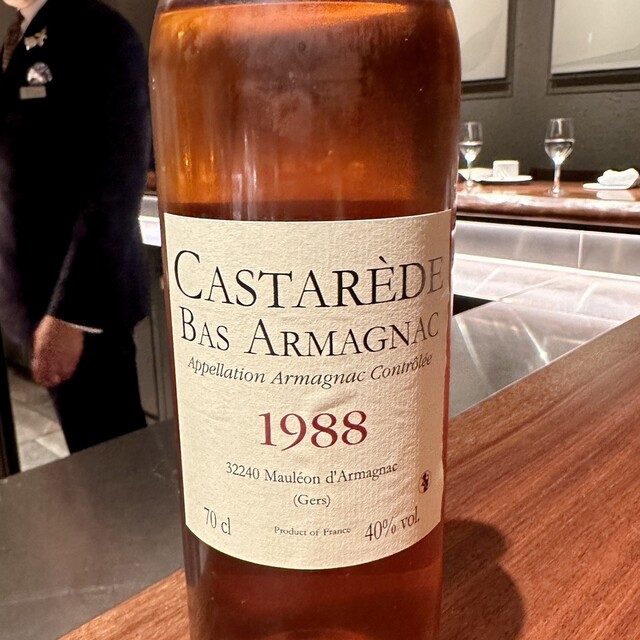 CASTARÈDE
BAS ARMAGNAC
Appellation Armagnac Contrôlée
1988
32240 Mauléon d'Armagnac
(Gers)
70 cl
Product of France
40% vol.